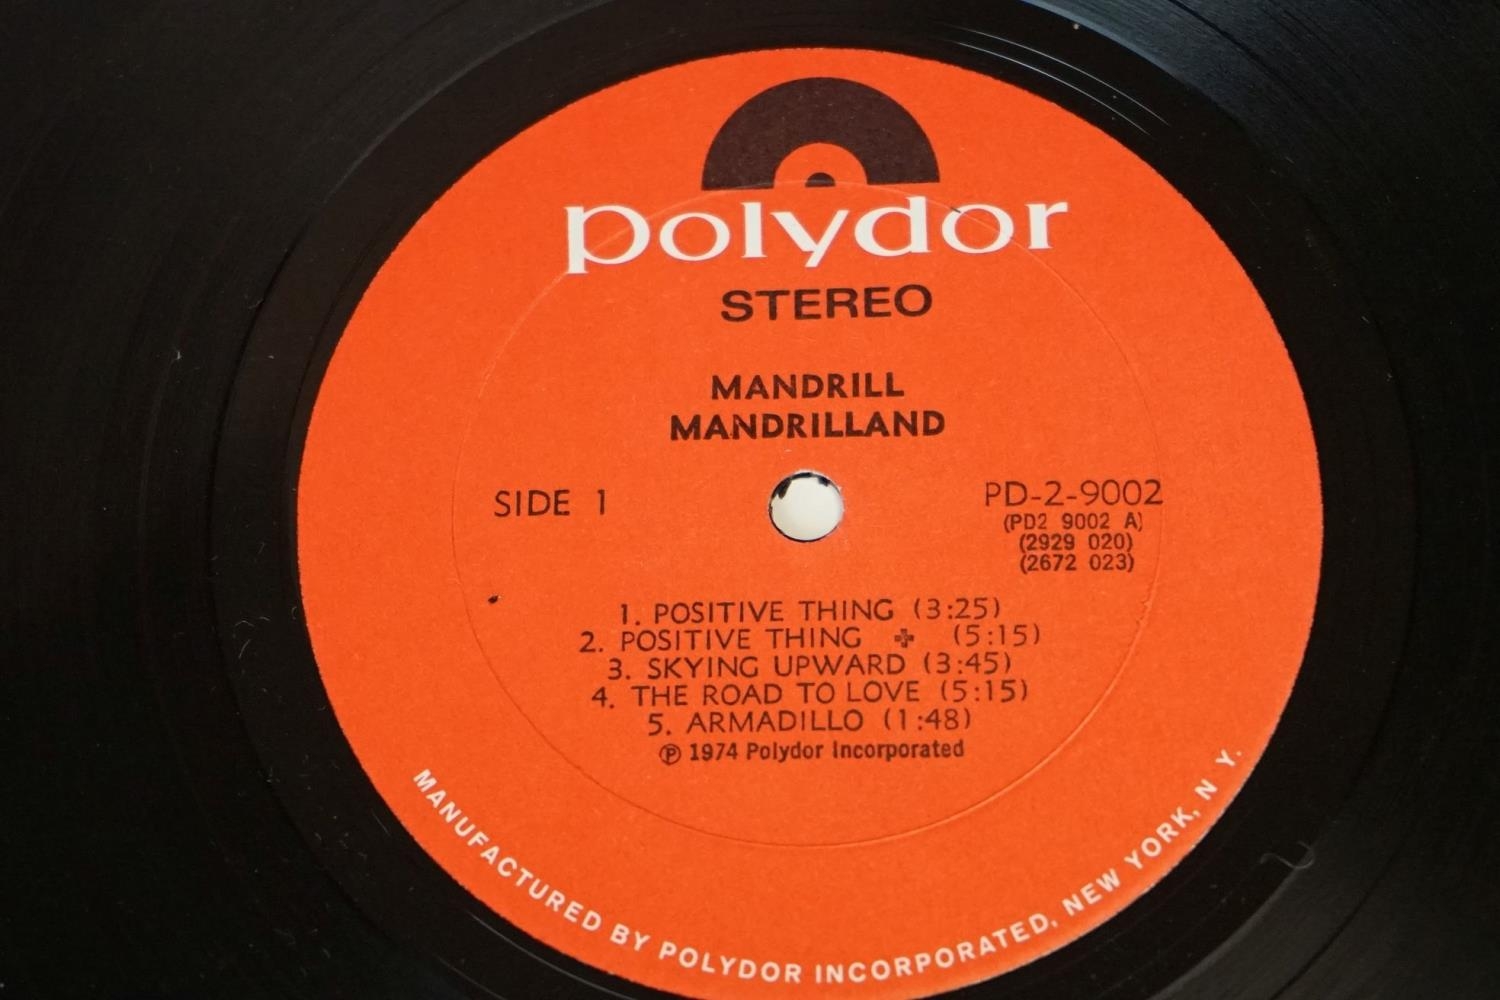 polydor
STEREO
MANDRILL
MANDRILLAND
SIDE 1
PD-2-9002
(PD2 9002 A)
(2929 020)
(2672 023)
1. POSITIVE THING (3:25)
2. POSITIVE THING + (5:15)
3. SKYING UPWARD (3:45)
4. THE ROAD TO LOVE (5:15)
5. ARMADILLO (1:48)
℗ 1974 Polydor Incorporated
MANUFACTURED BY POLYDOR INCORPORATED, NEW YORK, N Y.